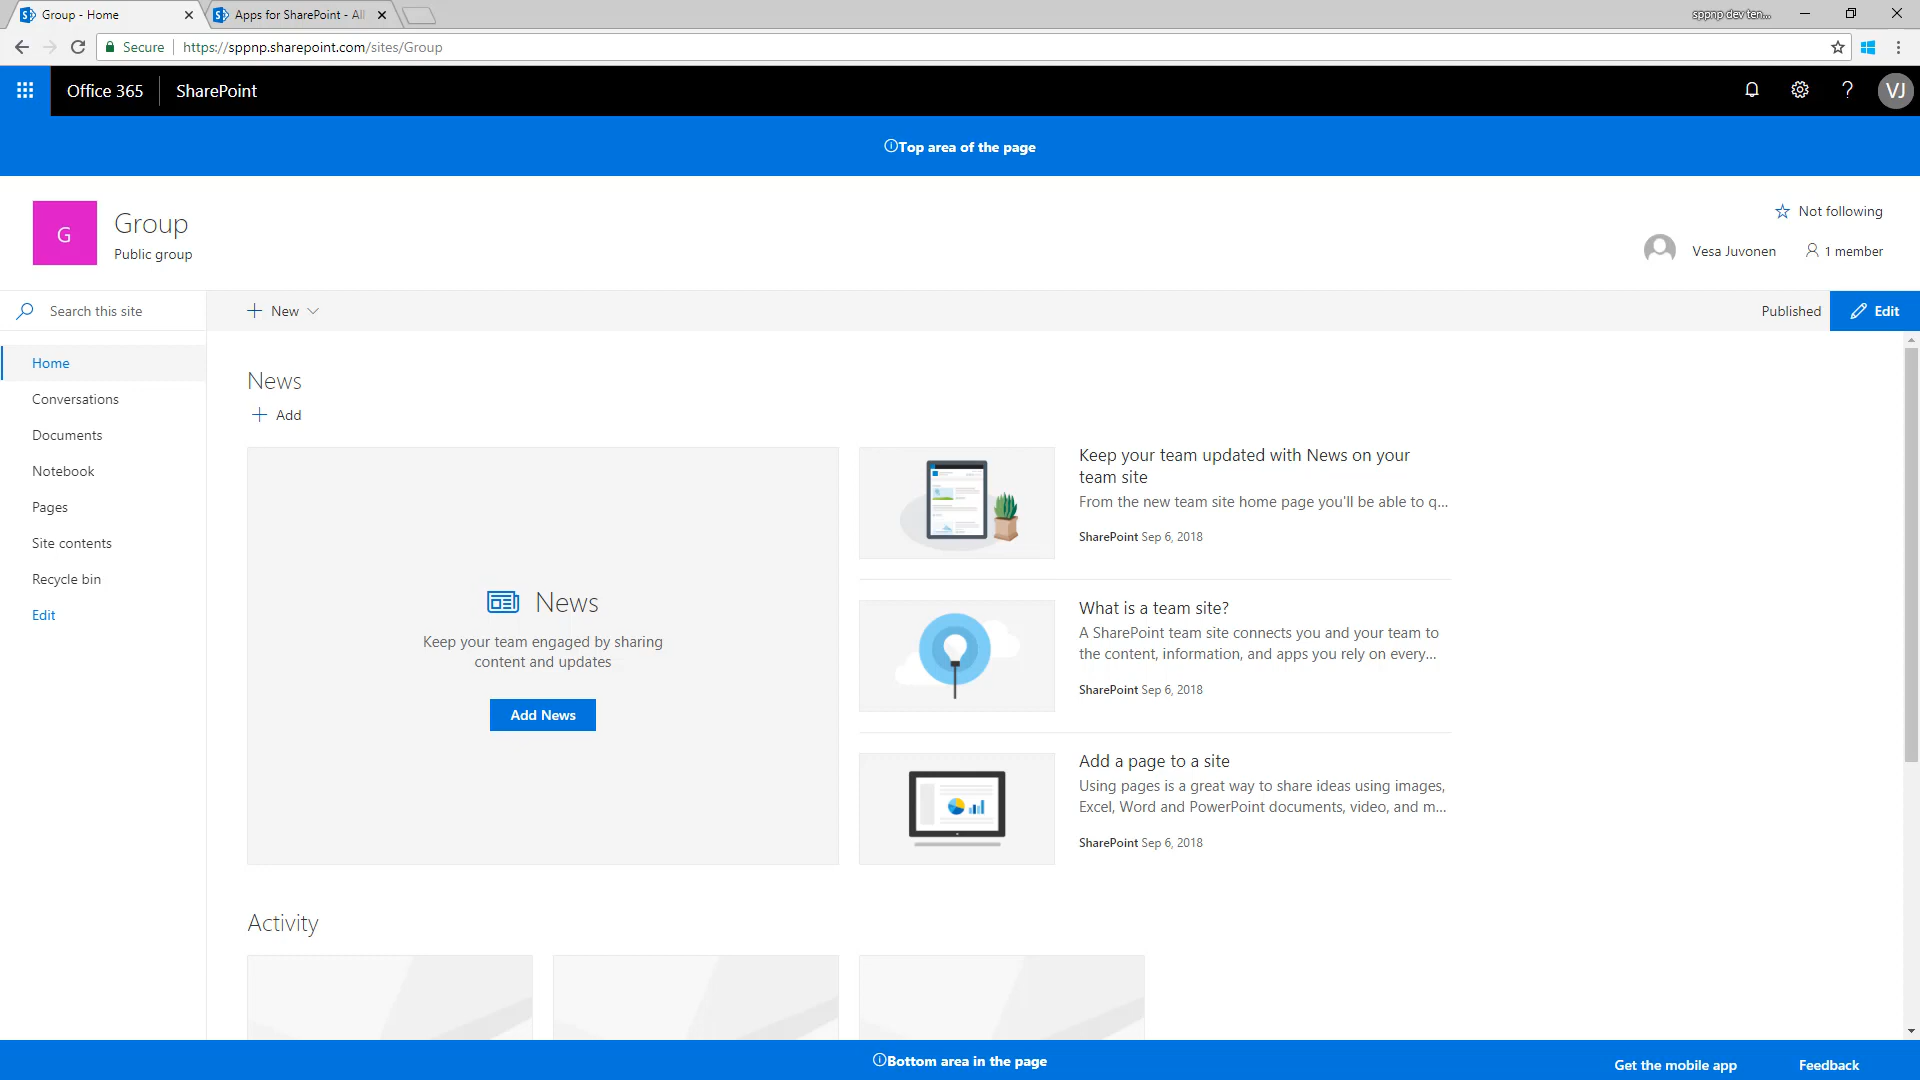 Group - Home
Apps for SharePoint - All
sppnp dev ten...
Secure
https://sppnp.sharepoint.com/sites/Group
Office 365
SharePoint
VJ
Top area of the page
G
Group
Public group
Not following
Vesa Juvonen
1 member
Search this site
New
Published
Edit
Home
Conversations
Documents
Notebook
Pages
Site contents
Recycle bin
Edit
News
Add
News
Keep your team engaged by sharing
content and updates
Add News
Keep your team updated with News on your
team site
From the new team site home page you'll be able to q...
SharePoint Sep 6, 2018
What is a team site?
A SharePoint team site connects you and your team to
the content, information, and apps you rely on every...
SharePoint Sep 6, 2018
Add a page to a site
Using pages is a great way to share ideas using images,
Excel, Word and PowerPoint documents, video, and m...
SharePoint Sep 6, 2018
Activity
Bottom area in the page
Get the mobile app
Feedback